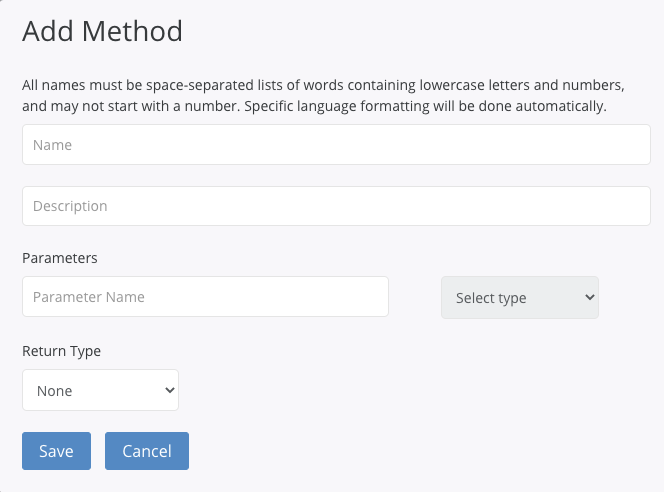 Add Method
All names must be space-separated lists of words containing lowercase letters and numbers,
and may not start with a number. Specific language formatting will be done automatically.
Name
Description
Parameters
Parameter Name
Select type
Return Type
None
Save
Cancel